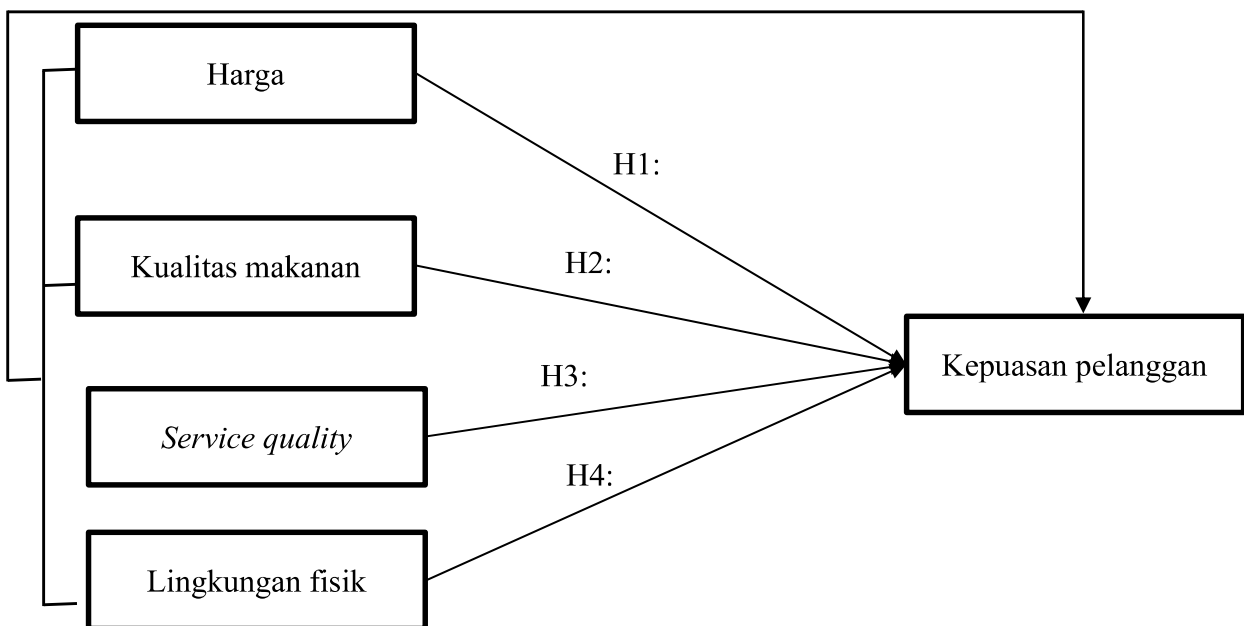 Harga
H1:
Kualitas makanan
H2:
Kepuasan pelanggan
H3:
Service quality
H4:
Lingkungan fisik